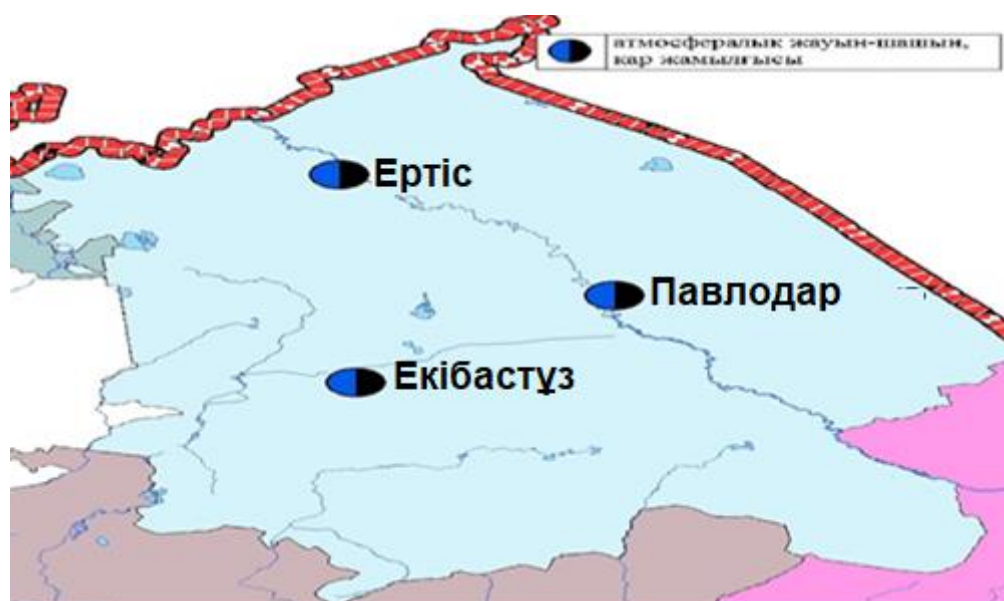 атмосфералық жауын-шашын,
қар жамылғысы
Ертіс
Павлодар
Екібастұз